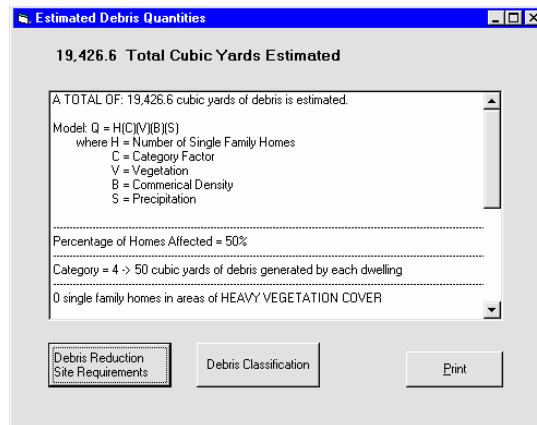 Estimated Debris Quantities
19,426.6 Total Cubic Yards Estimated
A TOTAL OF: 19,426.6 cubic yards of debris is estimated.
Model: Q = H(C)(V)(B)(S)
where H = Number of Single Family Homes
C = Category Factor
V = Vegetation
B = Commerical Density
S = Precipitation
Percentage of Homes Affected = 50%
Category = 4 -> 50 cubic yards of debris generated by each dwelling
0 single family homes in areas of HEAVY VEGETATION COVER
Debris Reduction
Site Requirements
Debris Classification
Print